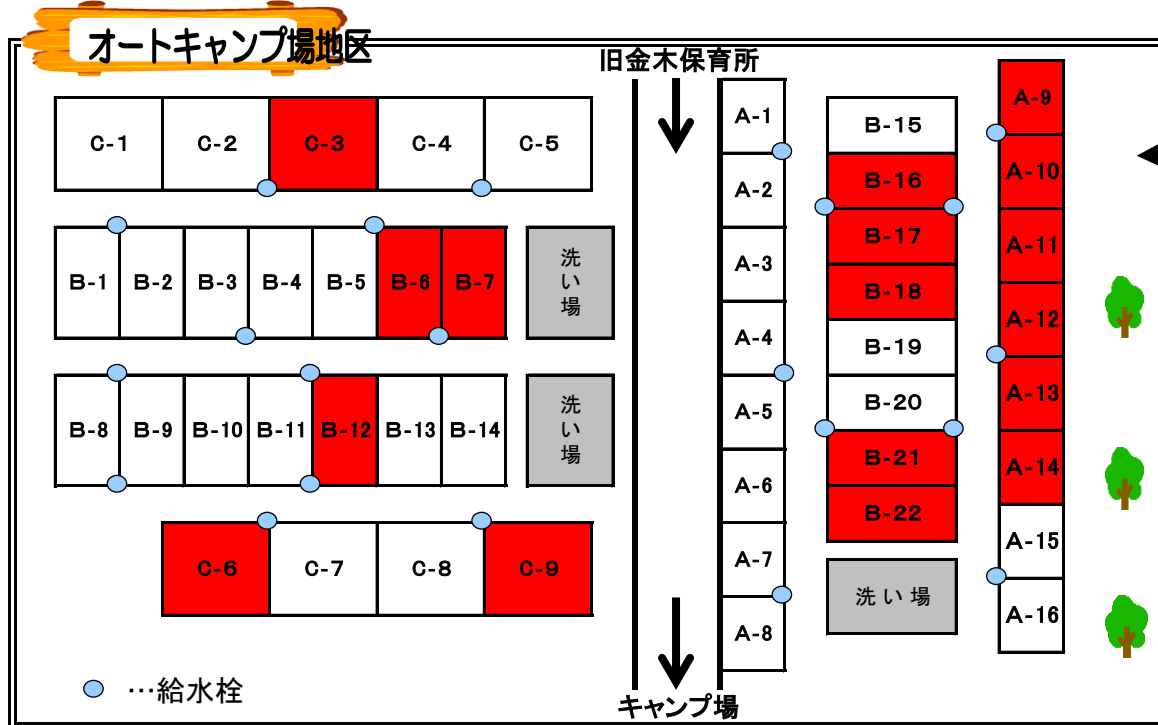 オートキャンプ場地区
旧金木保育所
C-1 C-2 C-3 C-4 C-5
B-1 B-2 B-3 B-4 B-5 B-6 B-7
洗い場
B-8 B-9 B-10 B-11 B-12 B-13 B-14
洗い場
C-6 C-7 C-8 C-9
…給水栓
キャンプ場
A-1
A-2
A-3
A-4
A-5
A-6
A-7
A-8
B-15
B-16
B-17
B-18
B-19
B-20
B-21
B-22
洗い場
A-9
A-10
A-11
A-12
A-13
A-14
A-15
A-16